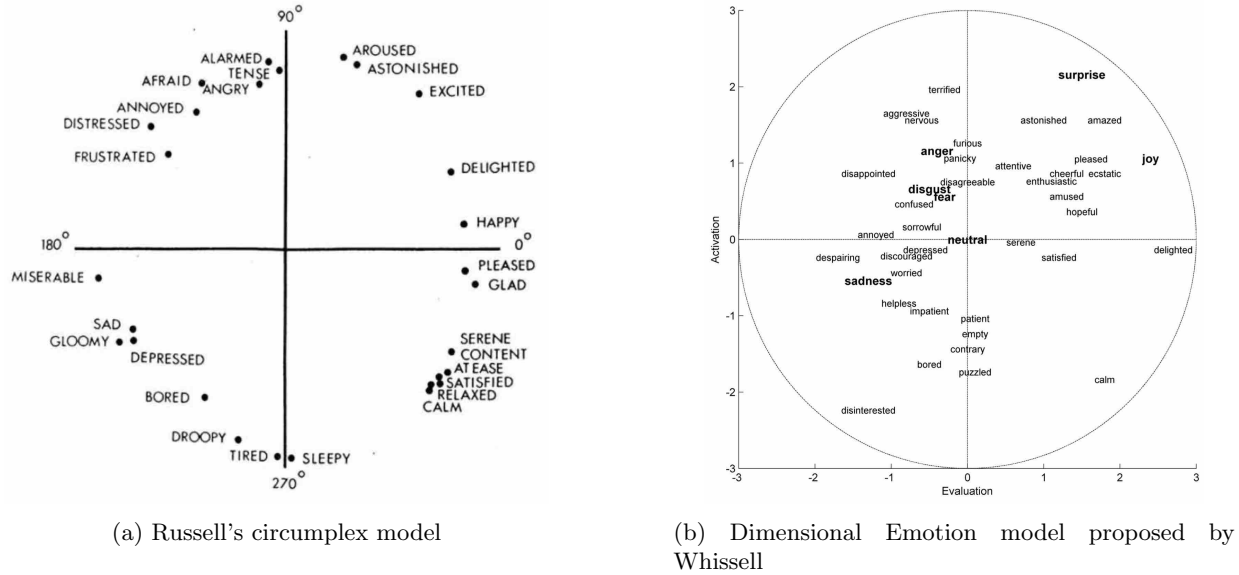 90°
ALARMED
AROUSED
TENSE
ASTONISHED
AFRAID
ANGRY
EXCITED
ANNOYED
DISTRESSED
FRUSTRATED
DELIGHTED
HAPPY
180°
0°
PLEASED
MISERABLE
GLAD
SAD
SERENE
GLOOMY
CONTENT
DEPRESSED
AT EASE
SATISFIED
BORED
RELAXED
CALM
DROOPY
TIRED
SLEEPY
270°
(a) Russell's circumplex model
3
2
1
0
-1
-2
-3
Activation
surprise
terrified
aggressive
nervous
astonished
amazed
furious
anger
panicky
pleased
joy
attentive
disappointed
cheerful
ecstatic
disagreeable
enthusiastic
disgust
fear
amused
confused
hopeful
sorrowful
annoyed
neutral
serene
depressed
delighted
despairing
discouraged
satisfied
worried
sadness
helpless
impatient
patient
empty
contrary
bored
puzzled
calm
disinterested
-3 -2 -1 0 1 2 3
Evaluation
(b) Dimensional Emotion model proposed by
Whissell